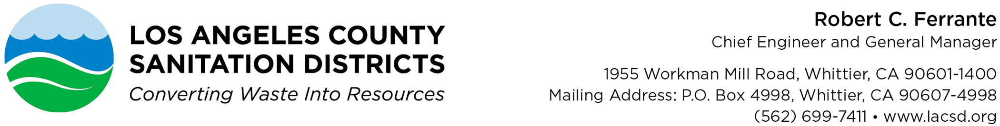 LOS ANGELES COUNTY
SANITATION DISTRICTS
Converting Waste Into Resources
Robert C. Ferrante
Chief Engineer and General Manager
1955 Workman Mill Road, Whittier, CA 90601-1400
Mailing Address: P.O. Box 4998, Whittier, CA 90607-4998
(562) 699-7411 • www.lacsd.org